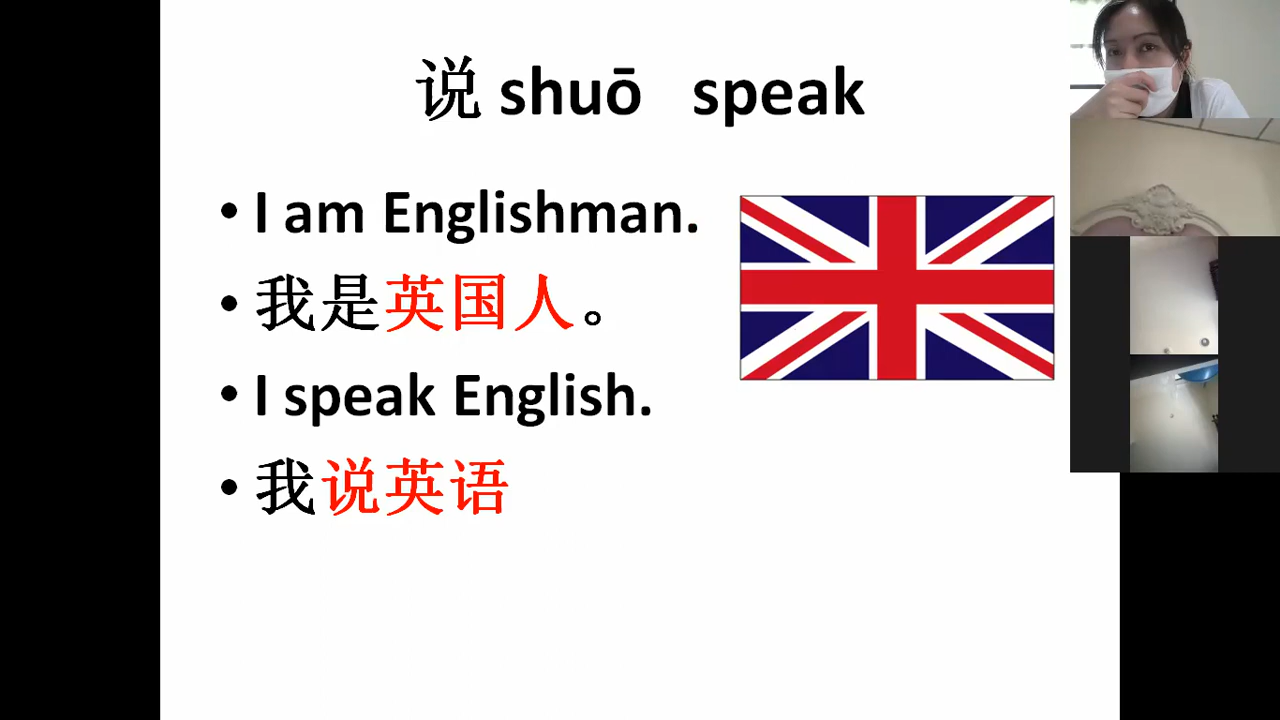 说 shuō speak
• I am Englishman.
• 我是英国人。
• I speak English.
• 我说英语